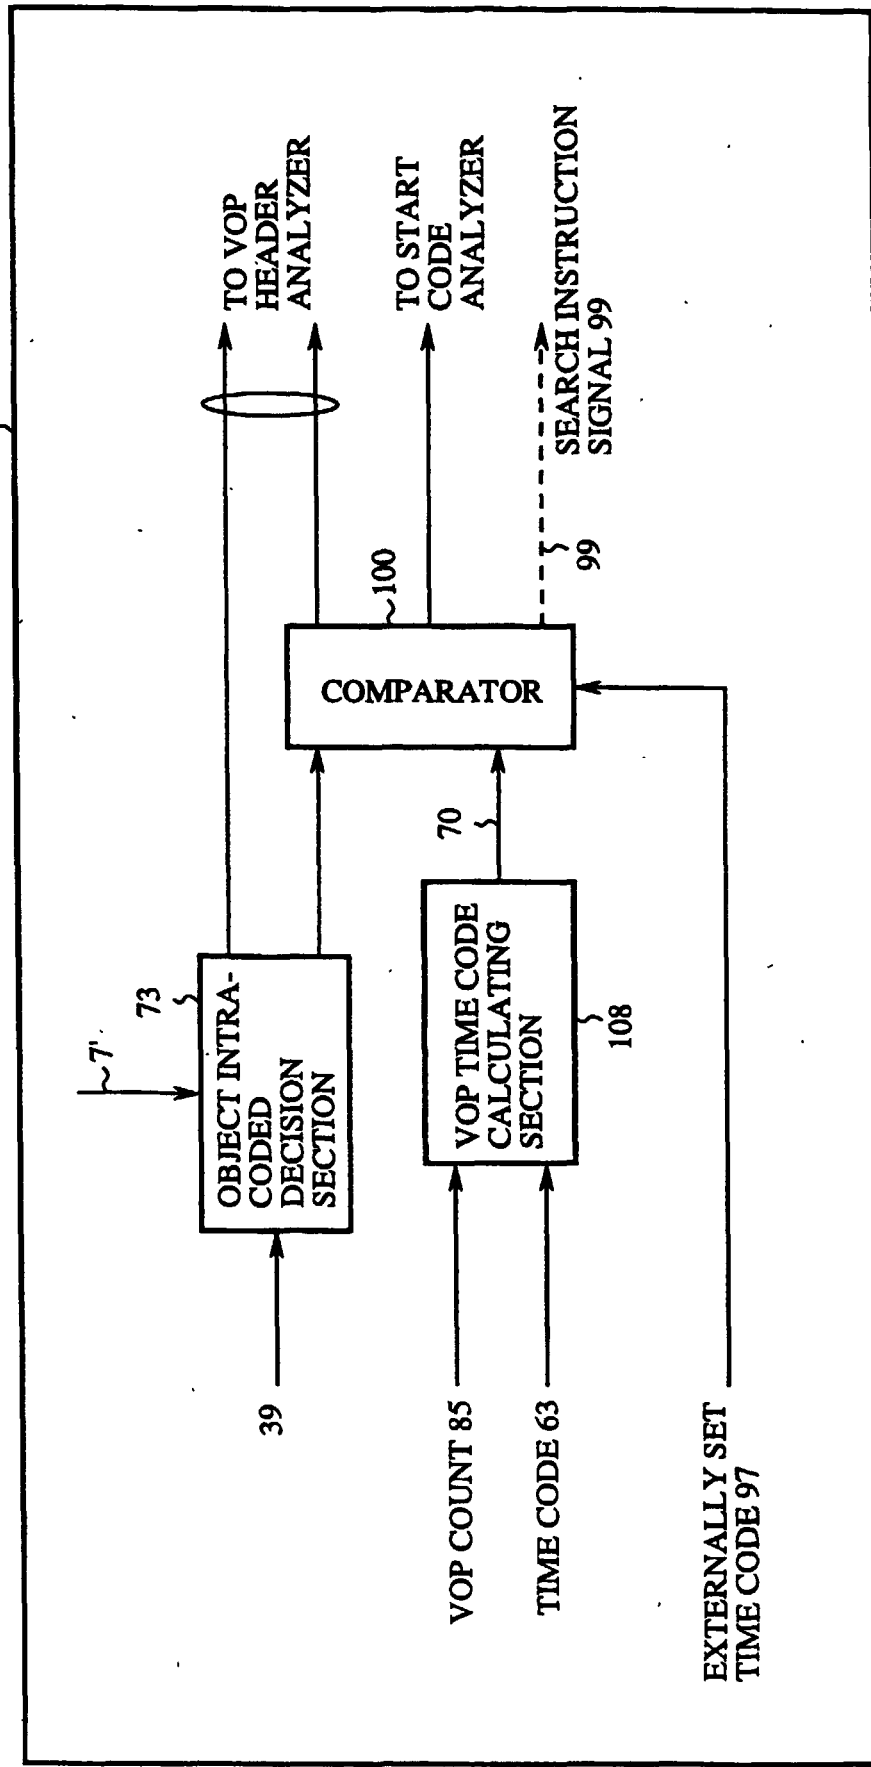 7'
73
OBJECT INTRA-
CODED
DECISION
SECTION
39
TO VOP
HEADER
ANALYZER
100
COMPARATOR
TO START
CODE
ANALYZER
99
SEARCH INSTRUCTION
SIGNAL 99
70
VOP TIME CODE
CALCULATING
SECTION
108
VOP COUNT 85
TIME CODE 63
EXTERNALLY SET
TIME CODE 97